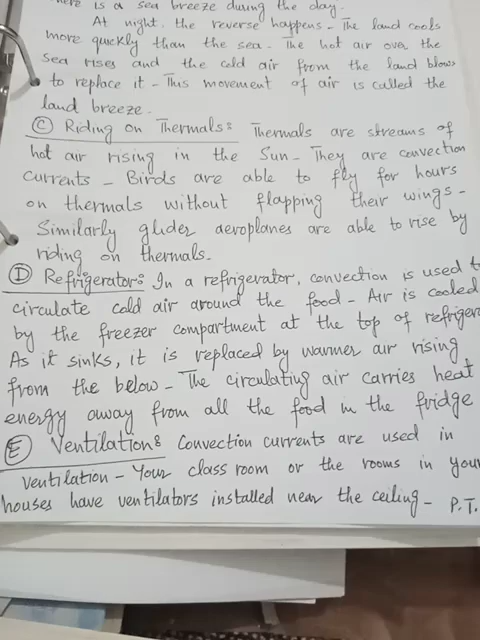 There is a sea breeze during the day.
At night, the reverse happens - The land cools
more quickly than the sea. The hot air over the
sea rises and the cold air from the land blows
to replace it - This movement of air is called the
land breeze.
(C) Riding on Thermals: Thermals are streams of
hot air rising in the Sun - They are convection
currents - Birds are able to fly for hours
on thermals without flapping their wings -
Similarly glider aeroplanes are able to rise by
riding on thermals.
(D) Refrigerator: In a refrigerator, convection is used to
circulate cold air around the food - Air is cooled
by the freezer compartment at the top of refriger
As it sinks, it is replaced by warmer air rising
from the below - The circulating air carries heat
energy away from all the food in the fridge
(E) Ventilation: Convection currents are used in
ventilation - Your class room or the rooms in your
houses have ventilators installed near the ceiling - P.T.